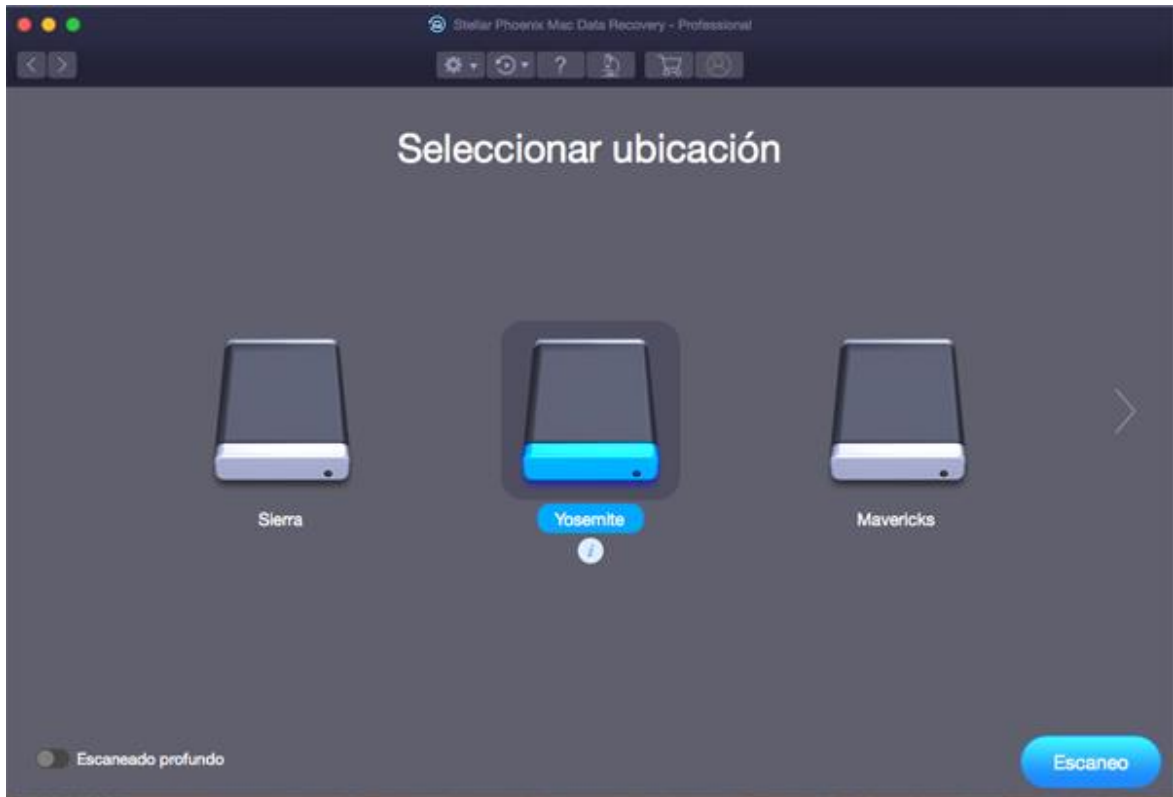 Stellar Phoenix Mac Data Recovery - Professional
?
Seleccionar ubicación
Sierra
Yosemite
Mavericks
i
Escaneado profundo
Escaneo